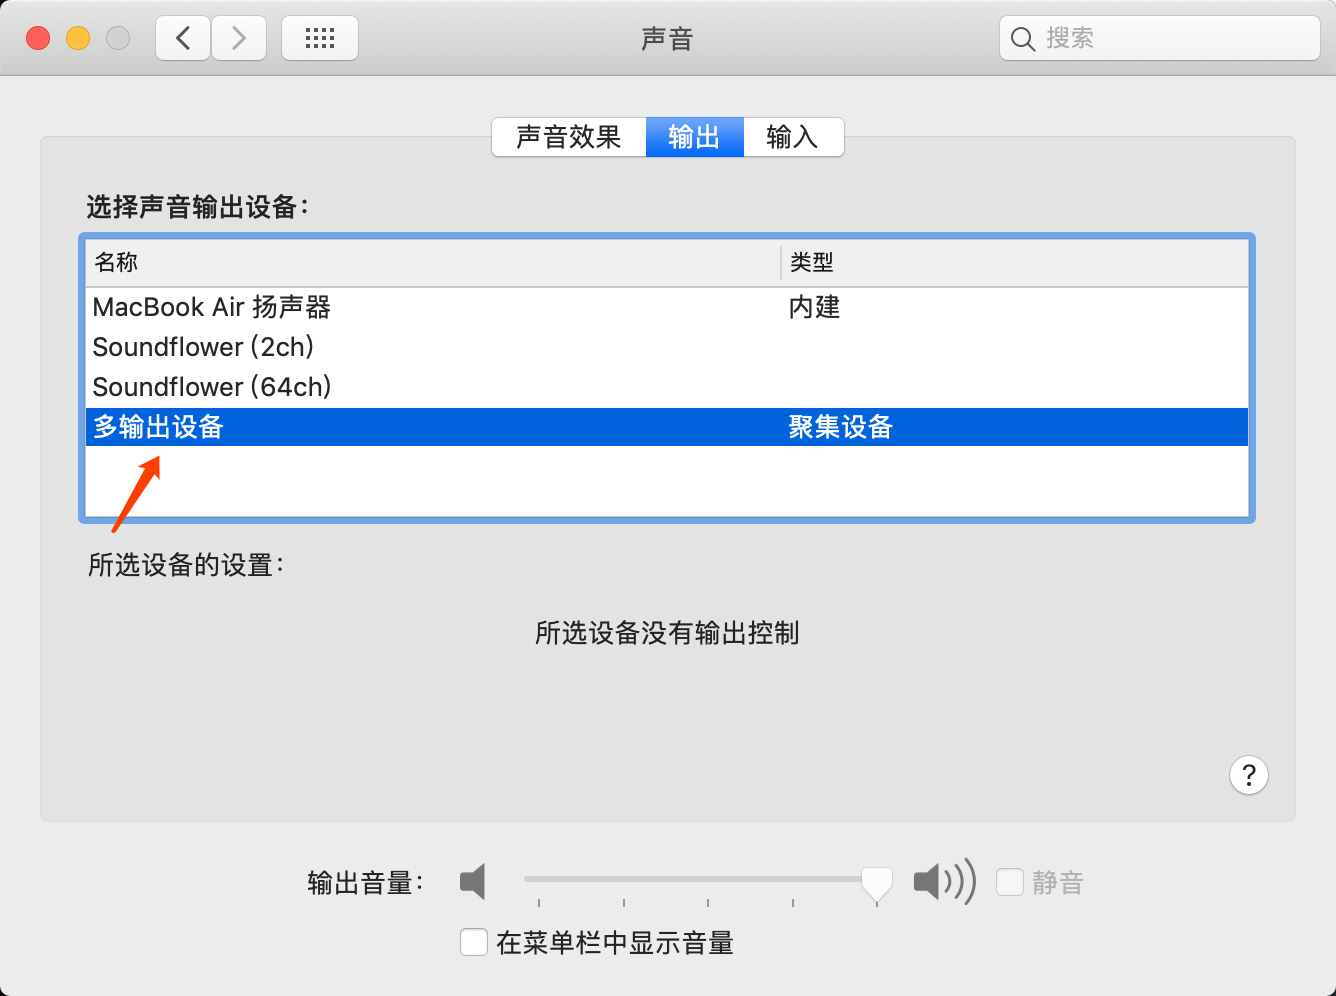 声音
搜索
声音效果 输出 输入
选择声音输出设备：
名称 类型
MacBook Air 扬声器 内建
Soundflower (2ch)
Soundflower (64ch)
多输出设备 聚集设备
所选设备的设置：
所选设备没有输出控制
?
输出音量： 静音
在菜单栏中显示音量